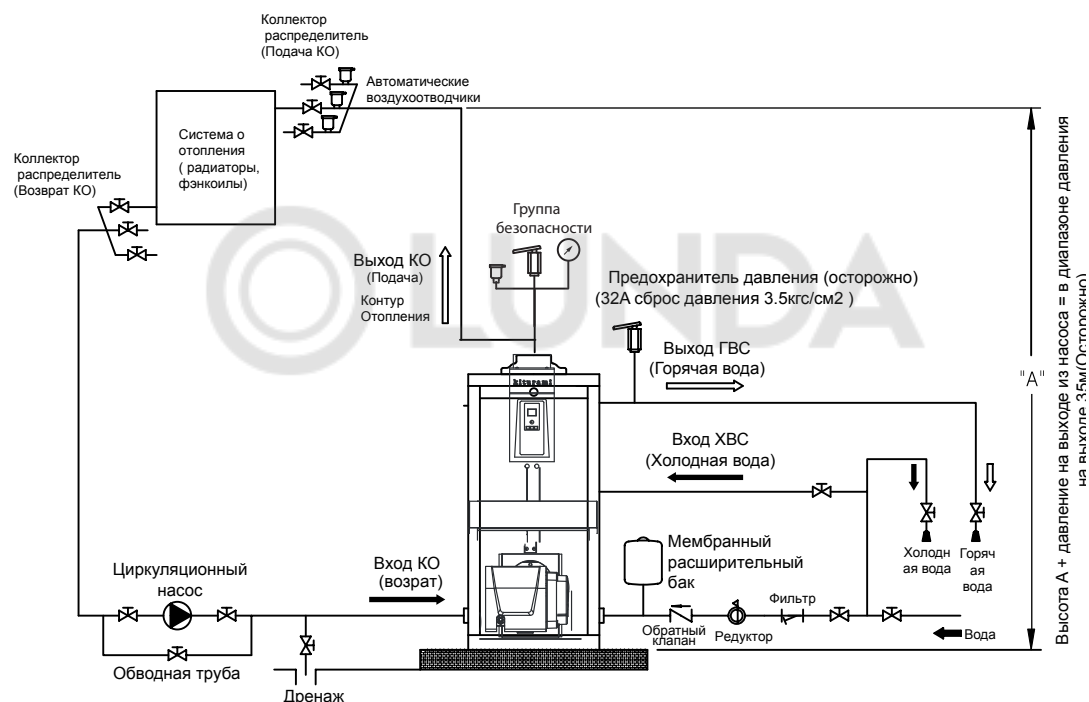 Коллектор
распределитель
(Подача КО)
Автоматические
воздухоотводчики
Система о
отопления
( радиаторы,
фэнкоилы)
Коллектор
распределитель
(Возврат КО)
Группа
безопасности
Выход КО
(Подача)
Контур
Отопления
Предохранитель давления (осторожно)
(32А сброс давления 3.5кгс/см2 )
Выход ГВС
(Горячая вода)
LUNDA
kiturami
Вход ХВС
(Холодная вода)
"A"
Высота А + давление на выходе из насоса = в диапазоне давления
на выходе 35м(Осторожно)
Мембранный
расширительный
бак
Холодн
ая вода
Горяч
ая
вода
Циркуляционный
насос
Вход КО
(возрат)
Обратный
клапан
Редуктор
Фильтр
Вода
Обводная труба
Дренаж